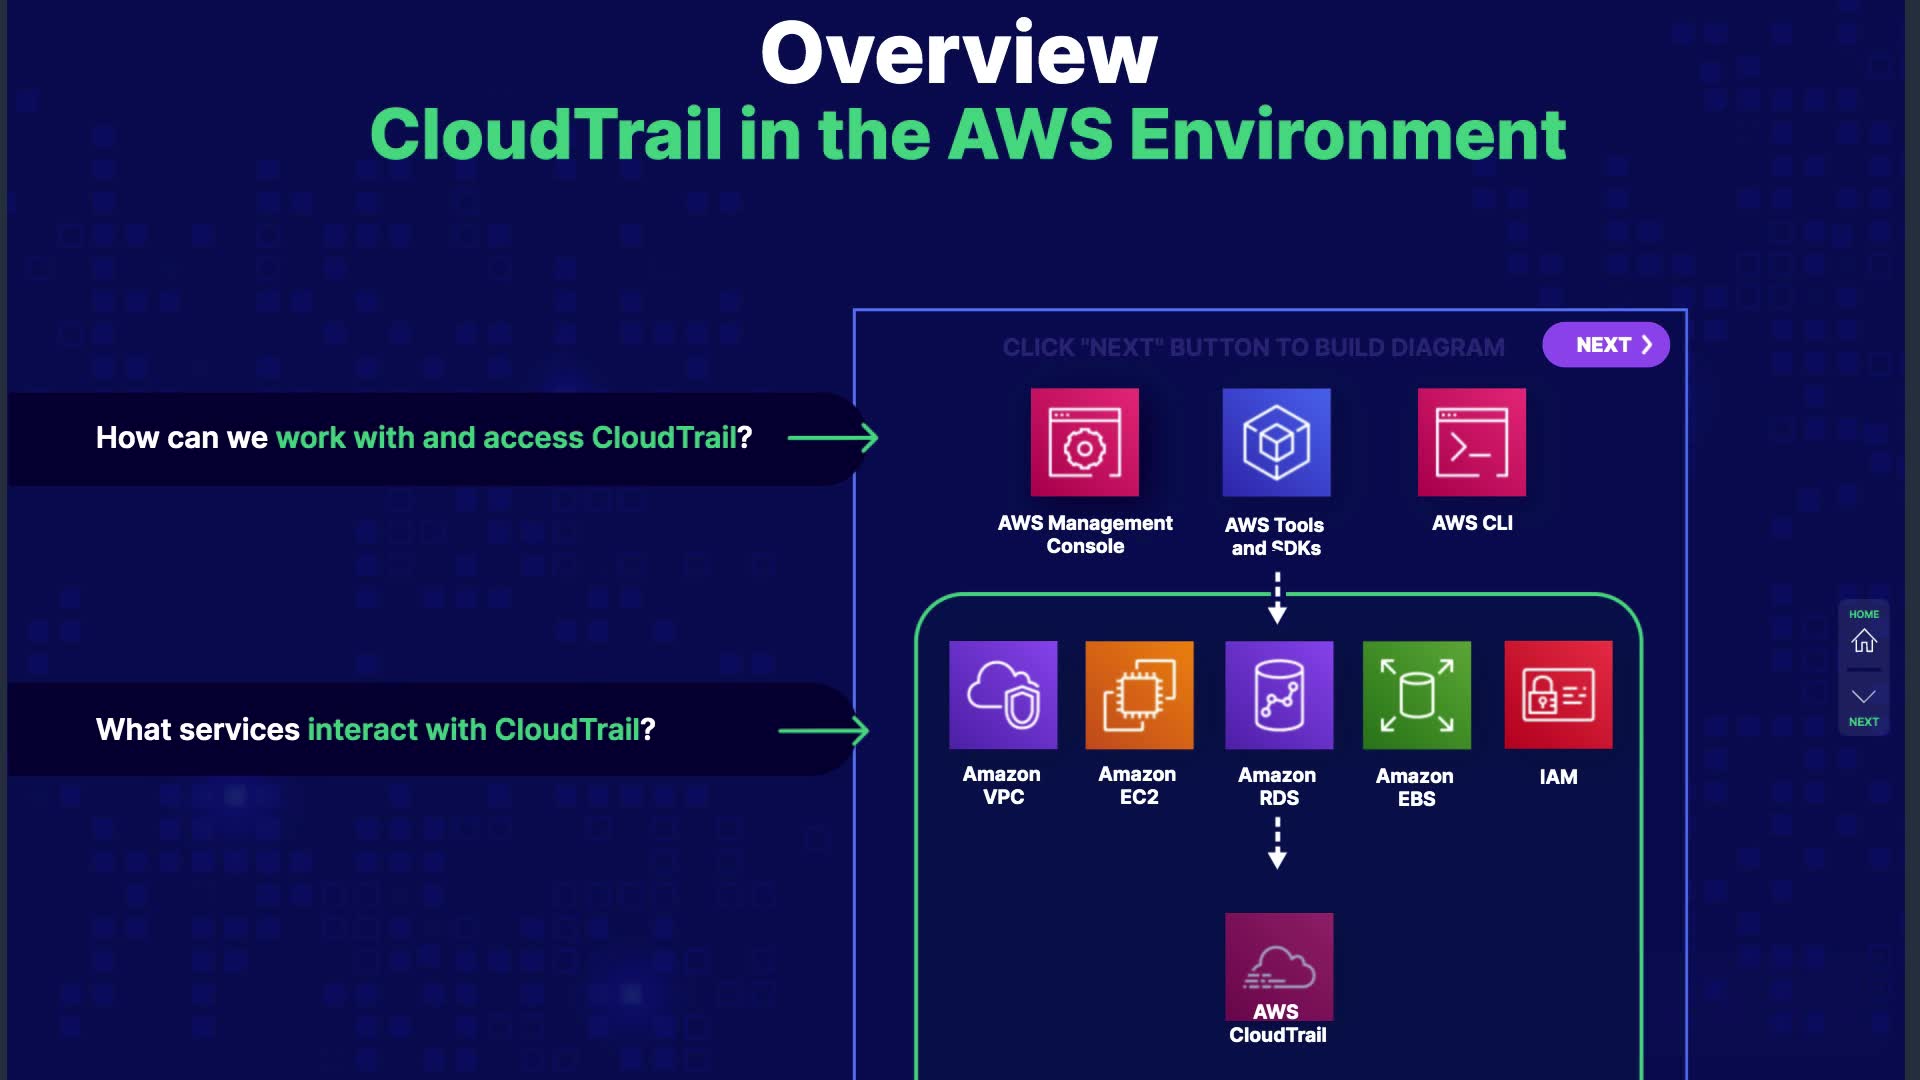 Overview
CloudTrail in the AWS Environment
CLICK "NEXT" BUTTON TO BUILD DIAGRAM
NEXT
How can we work with and access CloudTrail?
AWS Management
Console
AWS Tools
and SDKs
AWS CLI
What services interact with CloudTrail?
Amazon
VPC
Amazon
EC2
Amazon
RDS
Amazon
EBS
IAM
AWS
CloudTrail
HOME
NEXT